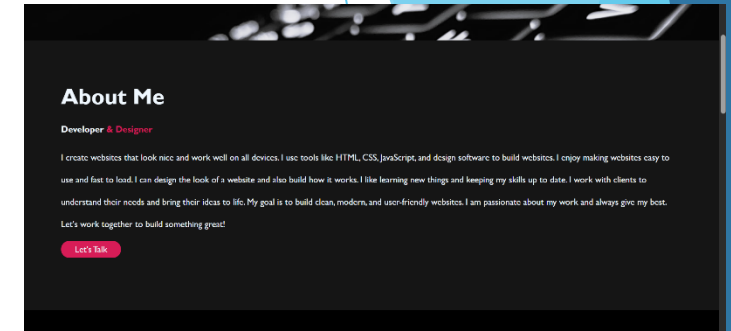 About Me
Developer & Designer
I create websites that look nice and work well on all devices. I use tools like HTML, CSS, JavaScript, and design software to build websites. I enjoy making websites easy to
use and fast to load. I can design the look of a website and also build how it works. I like learning new things and keeping my skills up to date. I work with clients to
understand their needs and bring their ideas to life. My goal is to build clean, modern, and user-friendly websites. I am passionate about my work and always give my best.
Let's work together to build something great!
Let's Talk